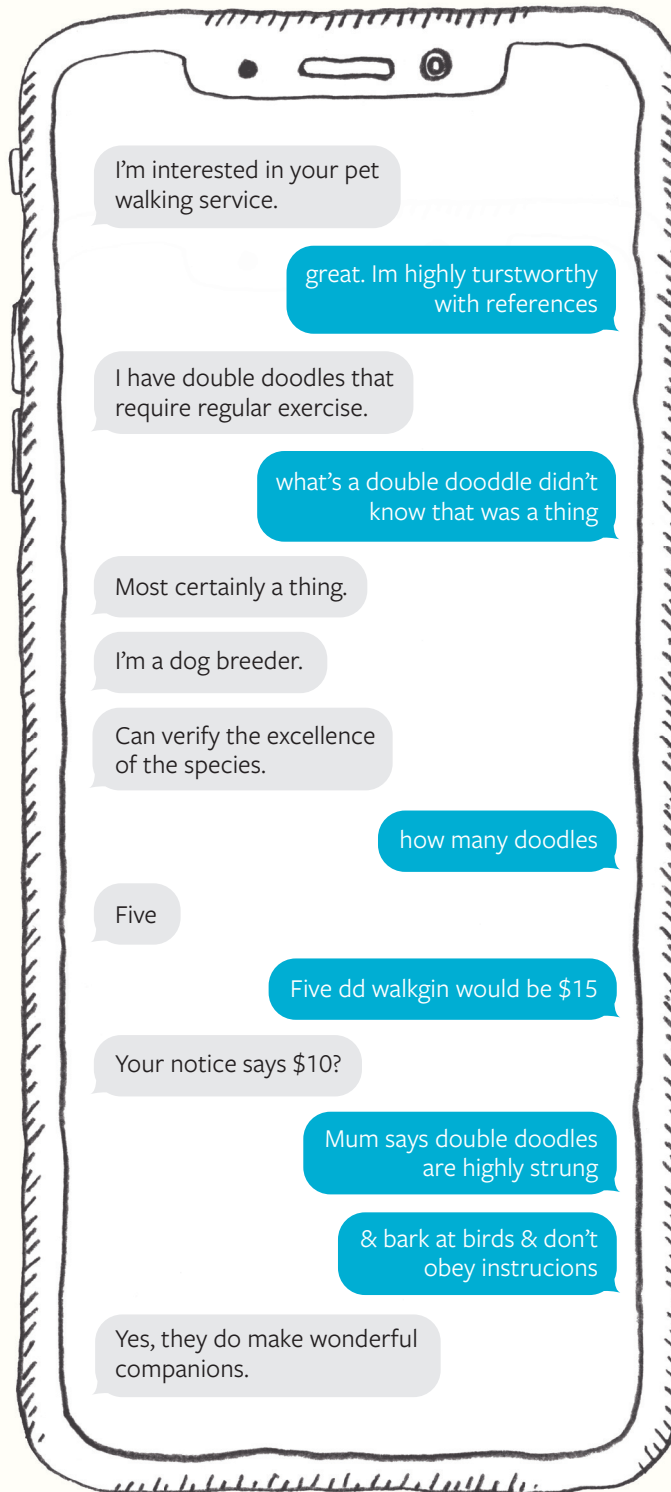 I’m interested in your pet
walking service.
great. Im highly turstworthy
with references
I have double doodles that
require regular exercise.
what’s a double dooddle didn’t
know that was a thing
Most certainly a thing.
I’m a dog breeder.
Can verify the excellence
of the species.
how many doodles
Five
Five dd walkgin would be $15
Your notice says $10?
Mum says double doodles
are highly strung
& bark at birds & don’t
obey instrucions
Yes, they do make wonderful
companions.